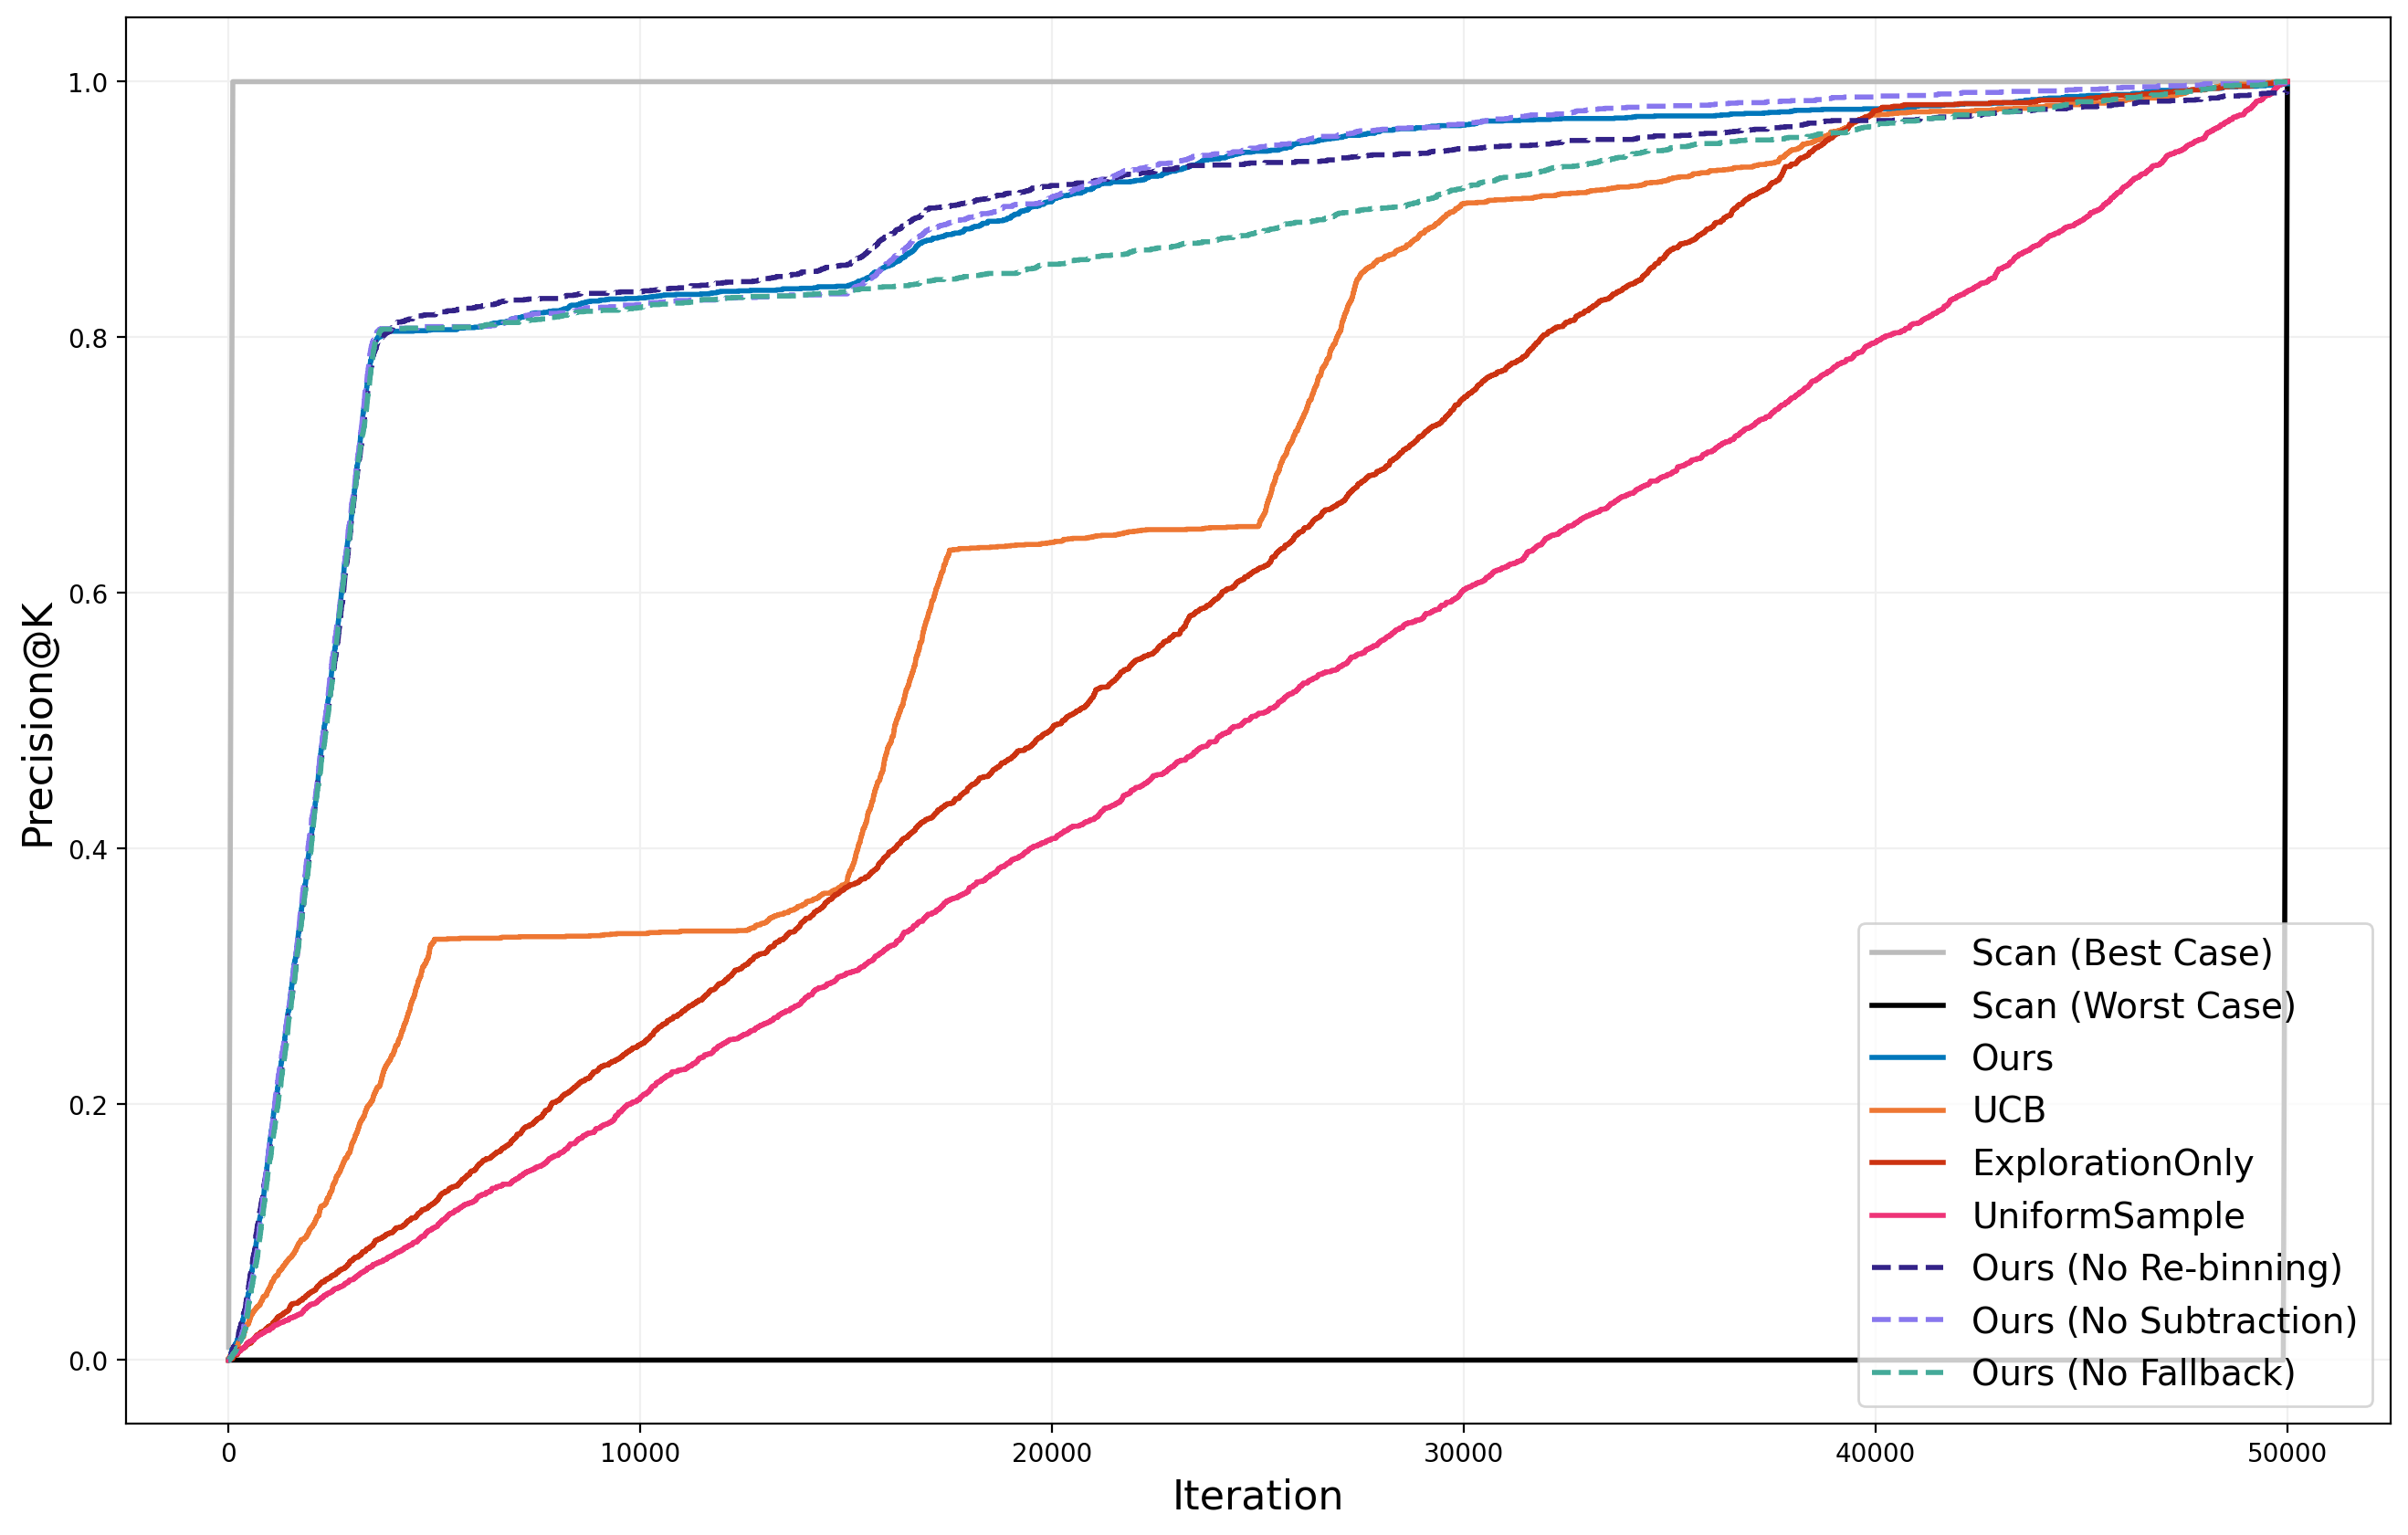 Precision@K
1.0
0.8
0.6
0.4
0.2
0.0
0
10000
20000
30000
40000
50000
Iteration
Scan (Best Case)
Scan (Worst Case)
Ours
UCB
ExplorationOnly
UniformSample
Ours (No Re-binning)
Ours (No Subtraction)
Ours (No Fallback)